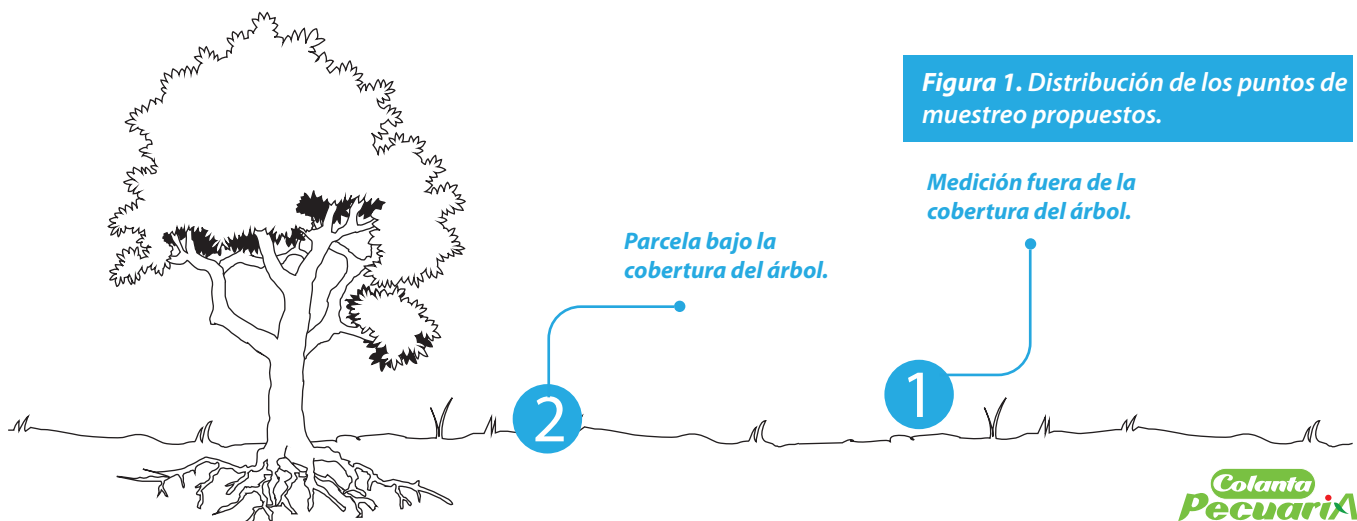 Figura 1. Distribución de los puntos de
muestreo propuestos.
Medición fuera de la
cobertura del árbol.
Parcela bajo la
cobertura del árbol.
1
2
Colanta
PecuariA